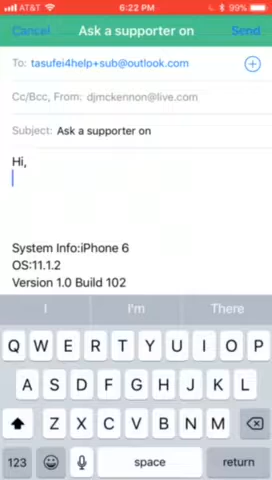 AT&T 6:22 PM 99%
Cancel Ask a supporter on Send
To: tasufei4help+sub@outlook.com
Cc/Bcc, From: djmckennon@live.com
Subject: Ask a supporter on
Hi,
System Info:iPhone 6
OS:11.1.2
Version 1.0 Build 102
I I'm There
Q W E R T Y U I O P
A S D F G H J K L
Z X C V B N M
123 space return